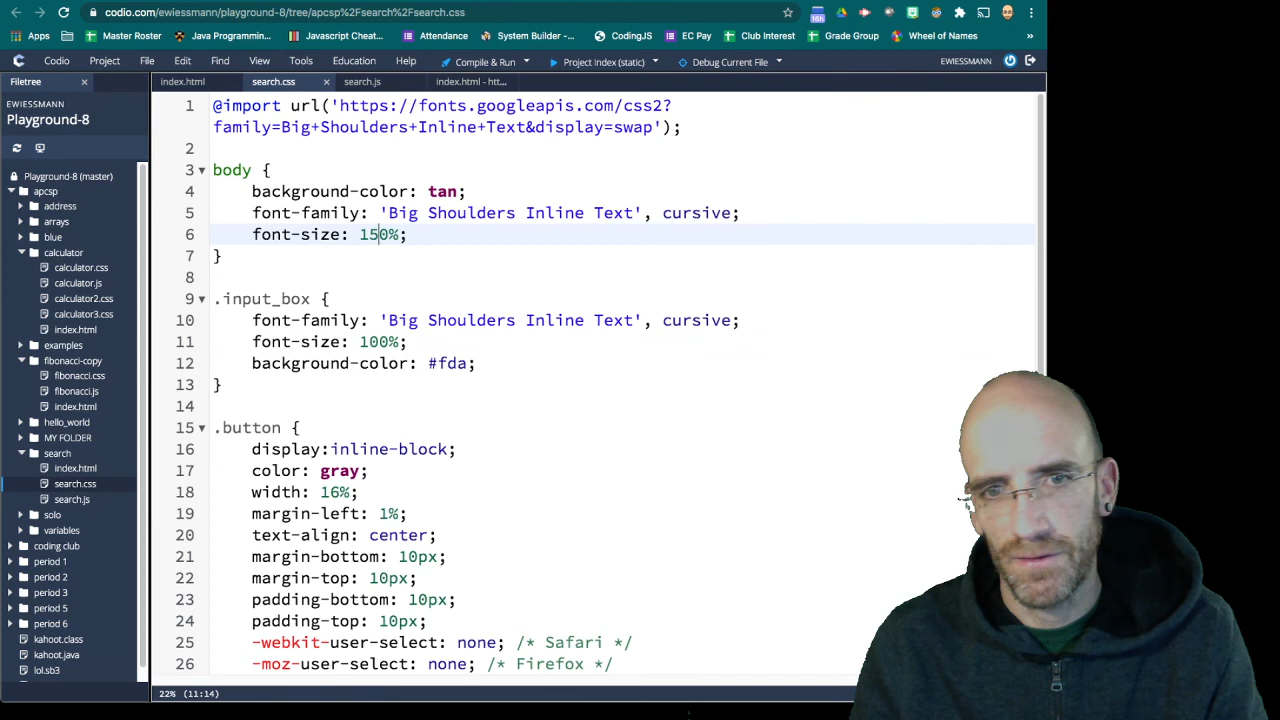 codio.com/ewiessmann/playground-8/tree/apcsp%2Fsearch%2Fsearch.css
16h
Apps
Master Roster
Java Programmin...
Javascript Cheat...
Attendance
System Builder -...
CodingJS
EC Pay
Club Interest
Grade Group
Wheel of Names
»
Codio
Project
File
Edit
Find
View
Tools
Education
Help
Compile & Run
Project Index (static)
Debug Current File
EWIESSMANN
Filetree
index.html
search.css
search.js
index.html - htt...
EWIESSMANN
Playground-8
Playground-8 (master)
apcsp
address
arrays
blue
calculator
calculator.css
calculator.js
calculator2.css
calculator3.css
index.html
examples
fibonacci-copy
fibonacci.css
fibonacci.js
index.html
hello_world
MY FOLDER
search
index.html
search.css
search.js
solo
variables
coding club
period 1
period 2
period 3
period 5
period 6
kahoot.class
kahoot.java
lol.sb3
1 @import url('https://fonts.googleapis.com/css2?
family=Big+Shoulders+Inline+Text&display=swap');
2
3 body {
4 background-color: tan;
5 font-family: 'Big Shoulders Inline Text', cursive;
6 font-size: 150%;
7 }
8
9 .input_box {
10 font-family: 'Big Shoulders Inline Text', cursive;
11 font-size: 100%;
12 background-color: #fda;
13 }
14
15 .button {
16 display:inline-block;
17 color: gray;
18 width: 16%;
19 margin-left: 1%;
20 text-align: center;
21 margin-bottom: 10px;
22 margin-top: 10px;
23 padding-bottom: 10px;
24 padding-top: 10px;
25 -webkit-user-select: none; /* Safari */
26 -moz-user-select: none; /* Firefox */
22% (11:14)